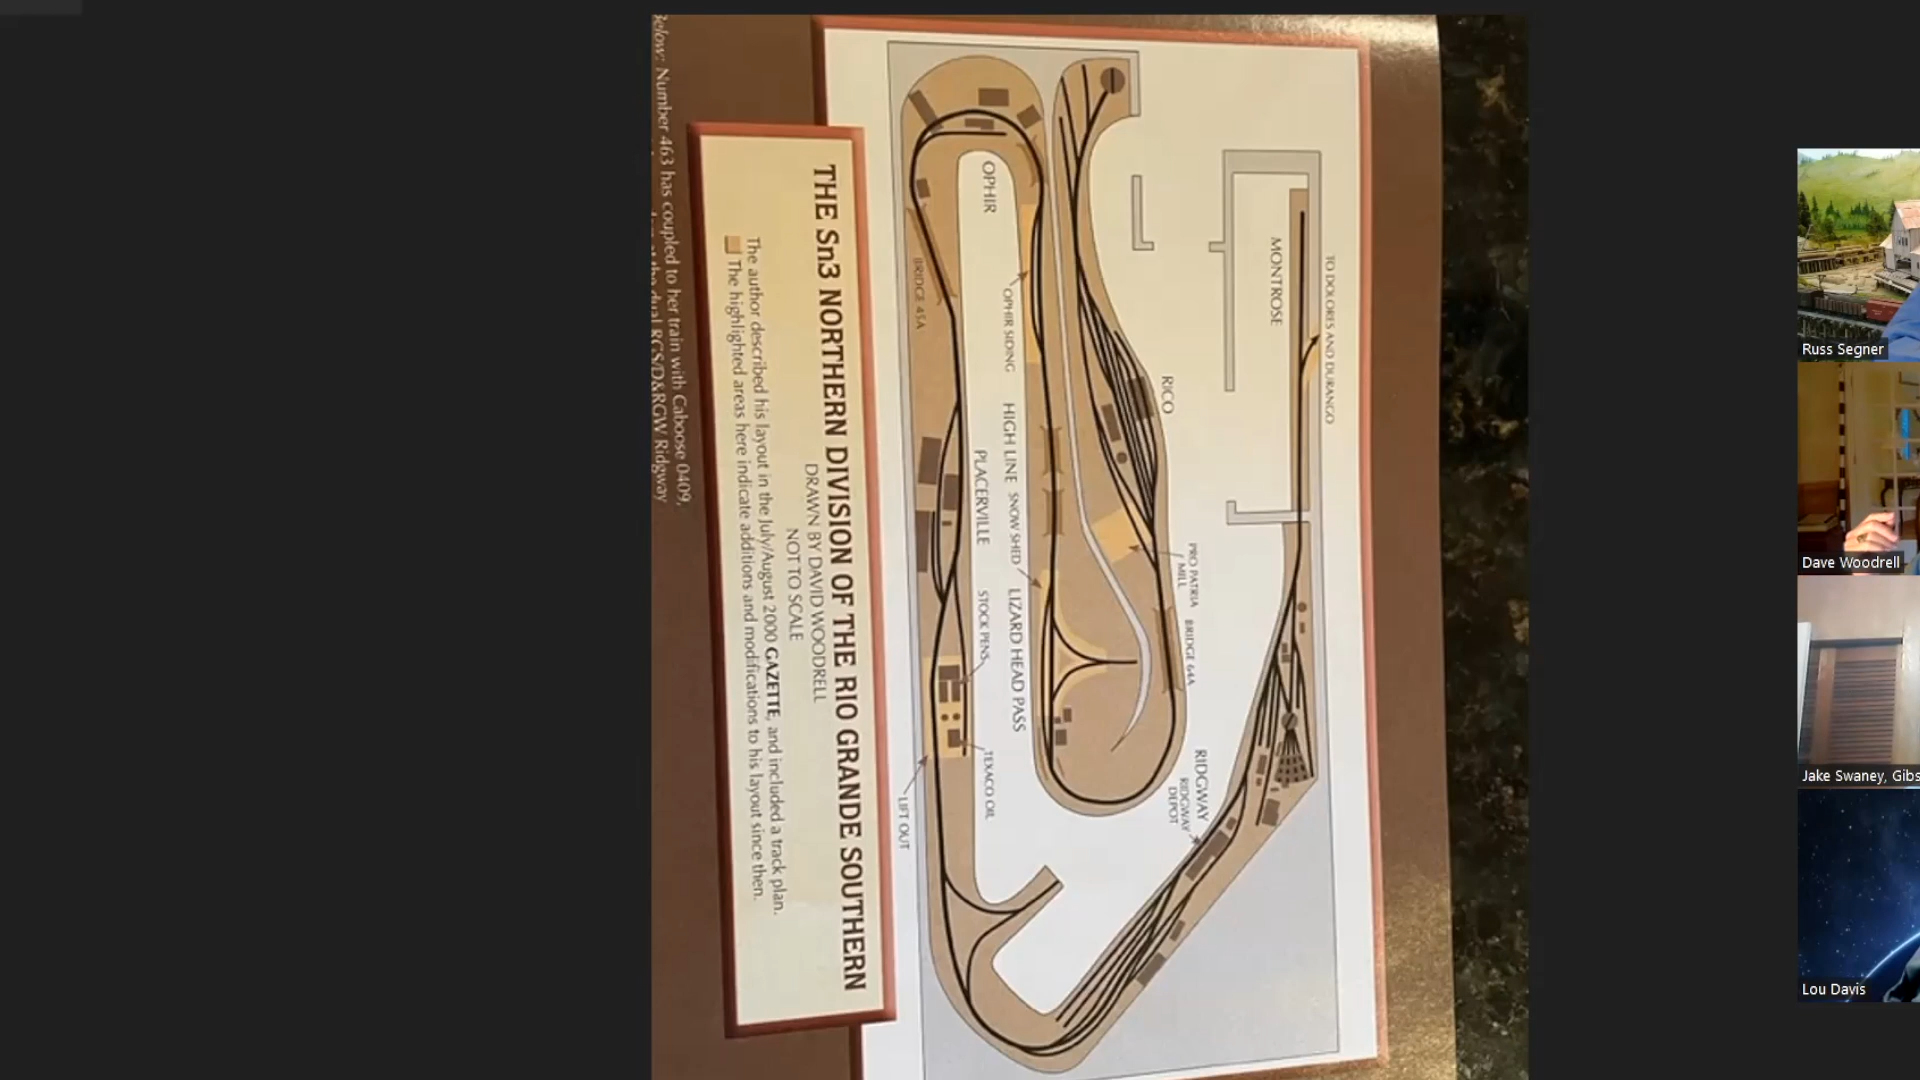 Below: Number 463 has coupled to her train with Caboose 0409,
the dual RGS/D&RGW Ridgway
THE Sn3 NORTHERN DIVISION OF THE RIO GRANDE SOUTHERN
DRAWN BY DAVID WOODRELL
NOT TO SCALE
The author described his layout in the July/August 2000 GAZETTE, and included a track plan.
The highlighted areas here indicate additions and modifications to his layout since then.
TO DOLORES AND DURANGO
MONTROSE
RICO
PRO PATRIA
MILL
BRIDGE 64A
RIDGWAY
RIDGWAY
DEPOT
OPHIR
OPHIR SIDING
HIGH LINE
SNOW SHED
LIZARD HEAD PASS
BRIDGE 45A
PLACERVILLE
STOCK PENS
TEXACO OIL
LIFT OUT
Russ Segner
Dave Woodrell
Jake Swaney, Gibs
Lou Davis